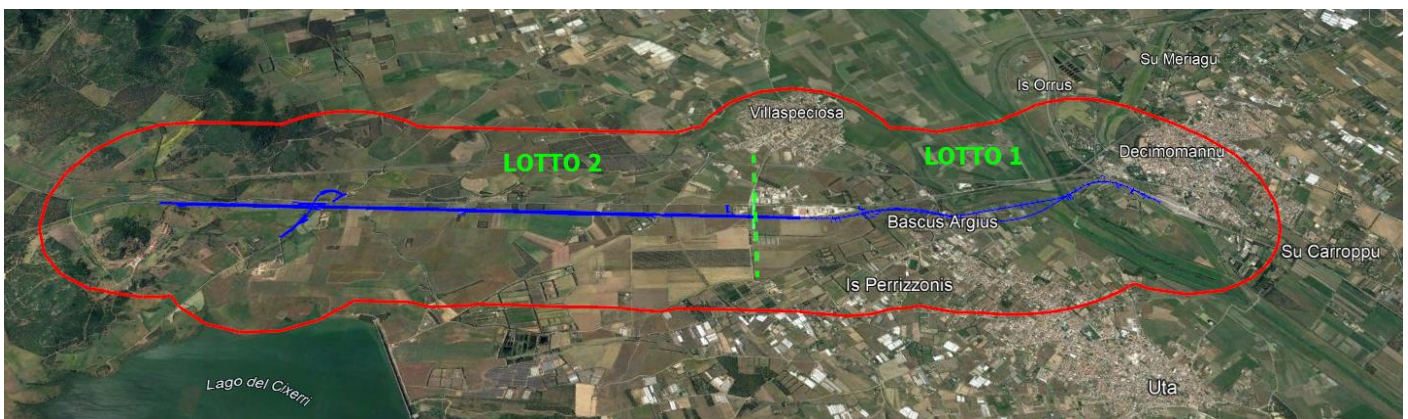 Su Meriagu
Is Orrus
Villaspeciosa
Decimomannu
LOTTO 2
LOTTO 1
Bascus Argius
Su Carroppu
Is Perrizzonis
Lago del Cixerri
Uta